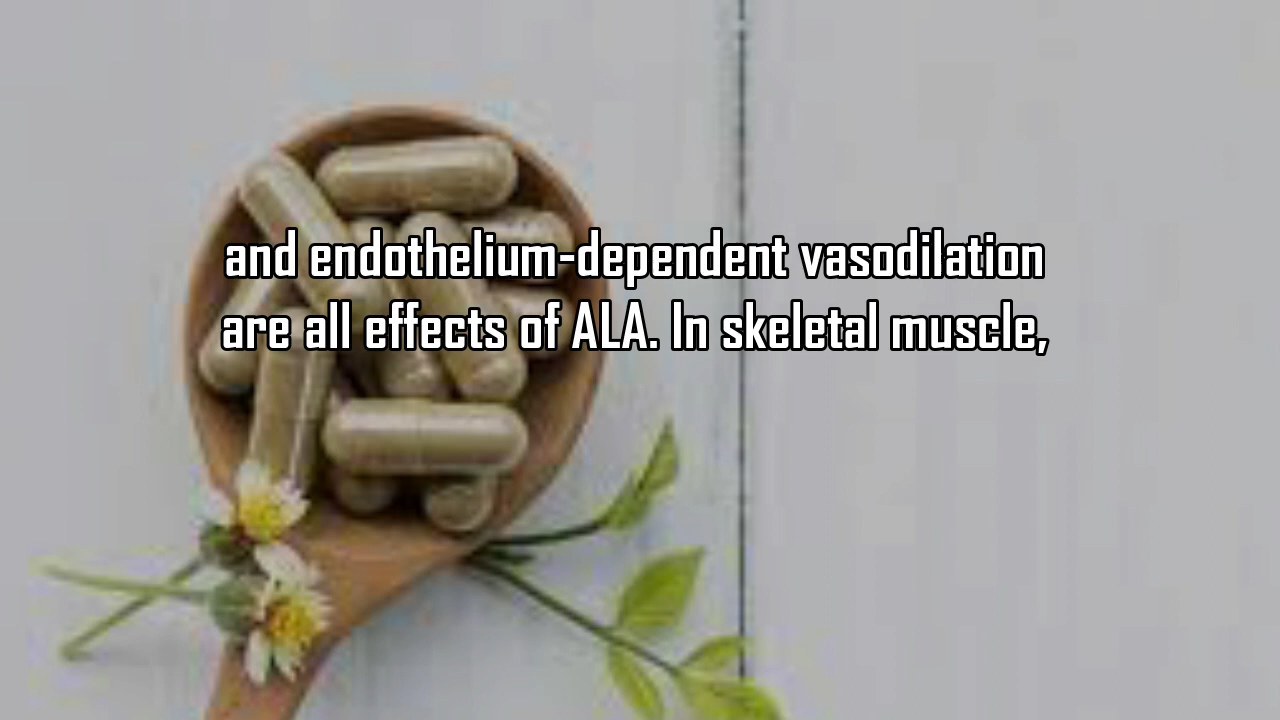 and endothelium-dependent vasodilation
are all effects of ALA. In skeletal muscle,